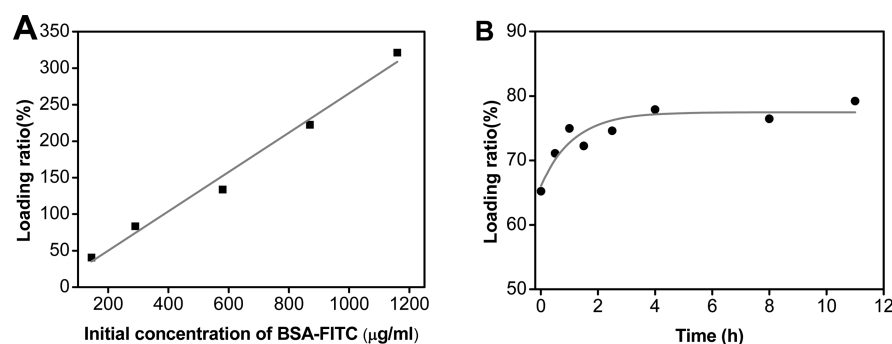 A
Loading ratio(%)
350
300
250
200
150
100
50
0
200 400 600 800 1000 1200
Initial concentration of BSA-FITC (μg/ml)
B
Loading ratio(%)
90
80
70
60
50
0 2 4 6 8 10 12
Time (h)